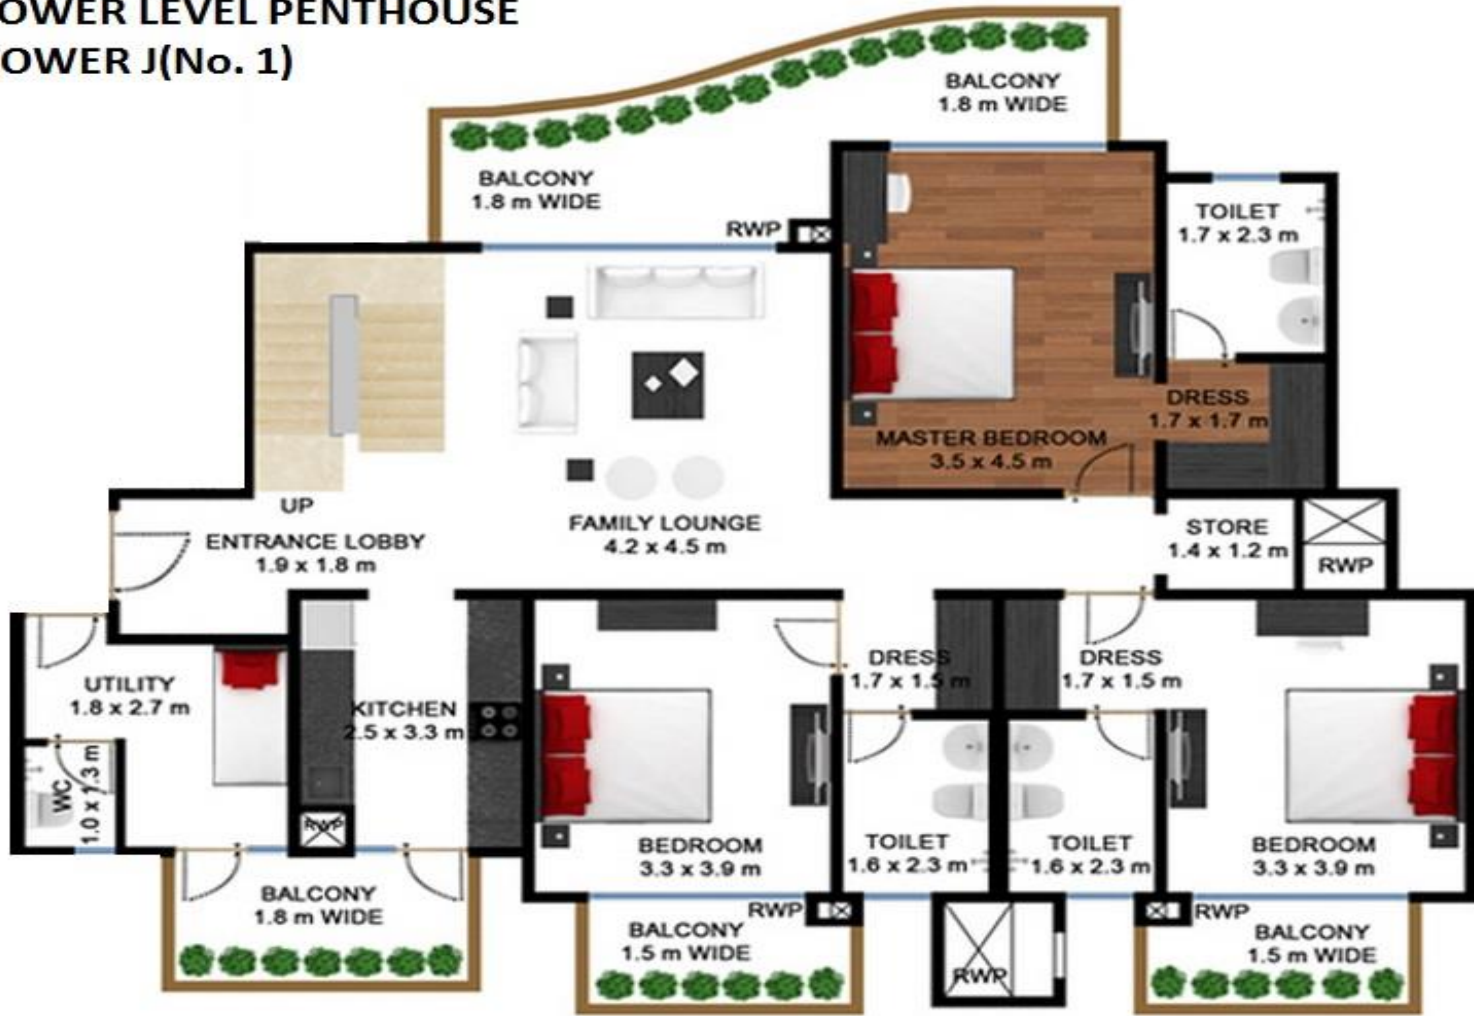 OWER LEVEL PENTHOUSE
OWER J(No. 1)
BALCONY
1.8 m WIDE
BALCONY
1.8 m WIDE
RWP
TOILET
1.7 x 2.3 m
DRESS
1.7 x 1.7 m
MASTER BEDROOM
3.5 x 4.5 m
UP
ENTRANCE LOBBY
1.9 x 1.8 m
FAMILY LOUNGE
4.2 x 4.5 m
STORE
1.4 x 1.2 m
RWP
UTILITY
1.8 x 2.7 m
KITCHEN
2.5 x 3.3 m
DRESS
1.7 x 1.5 m
DRESS
1.7 x 1.5 m
WC
1.0 x 1.3 m
RWP
BEDROOM
3.3 x 3.9 m
TOILET
1.6 x 2.3 m
TOILET
1.6 x 2.3 m
BEDROOM
3.3 x 3.9 m
BALCONY
1.8 m WIDE
RWP
BALCONY
1.5 m WIDE
RWP
RWP
BALCONY
1.5 m WIDE